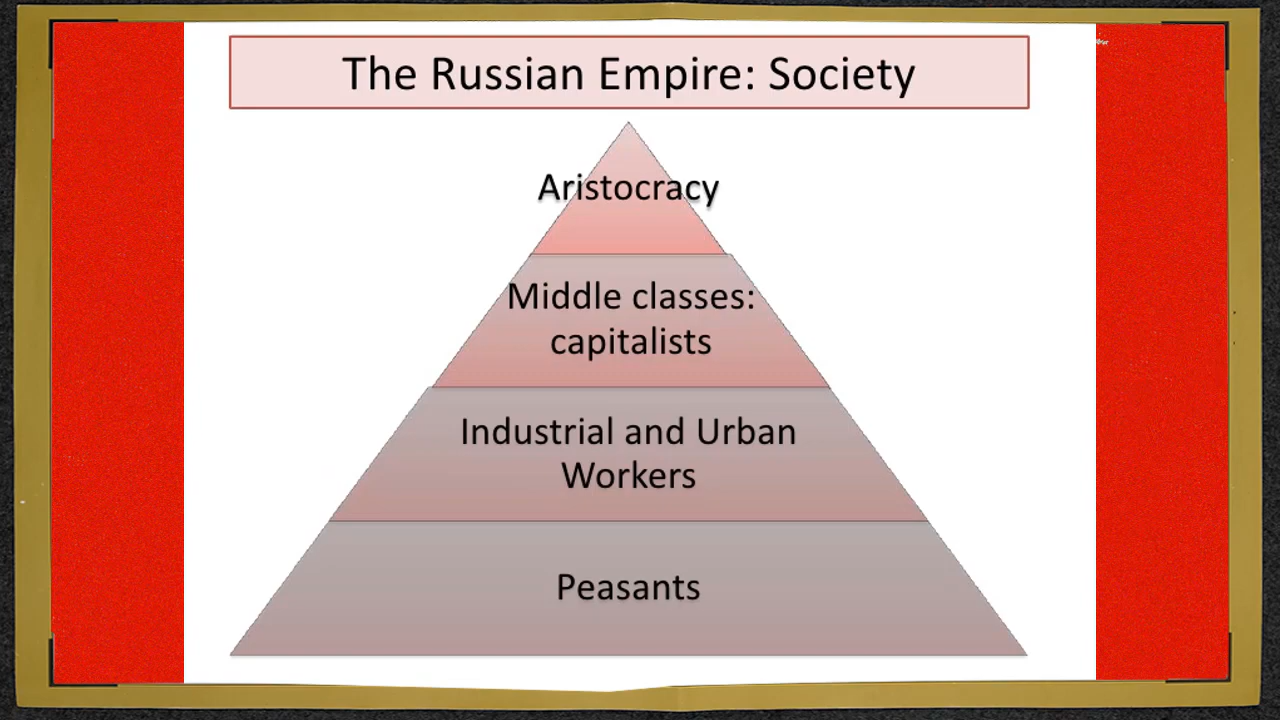 The Russian Empire: Society
Aristocracy
Middle classes:
capitalists
Industrial and Urban
Workers
Peasants